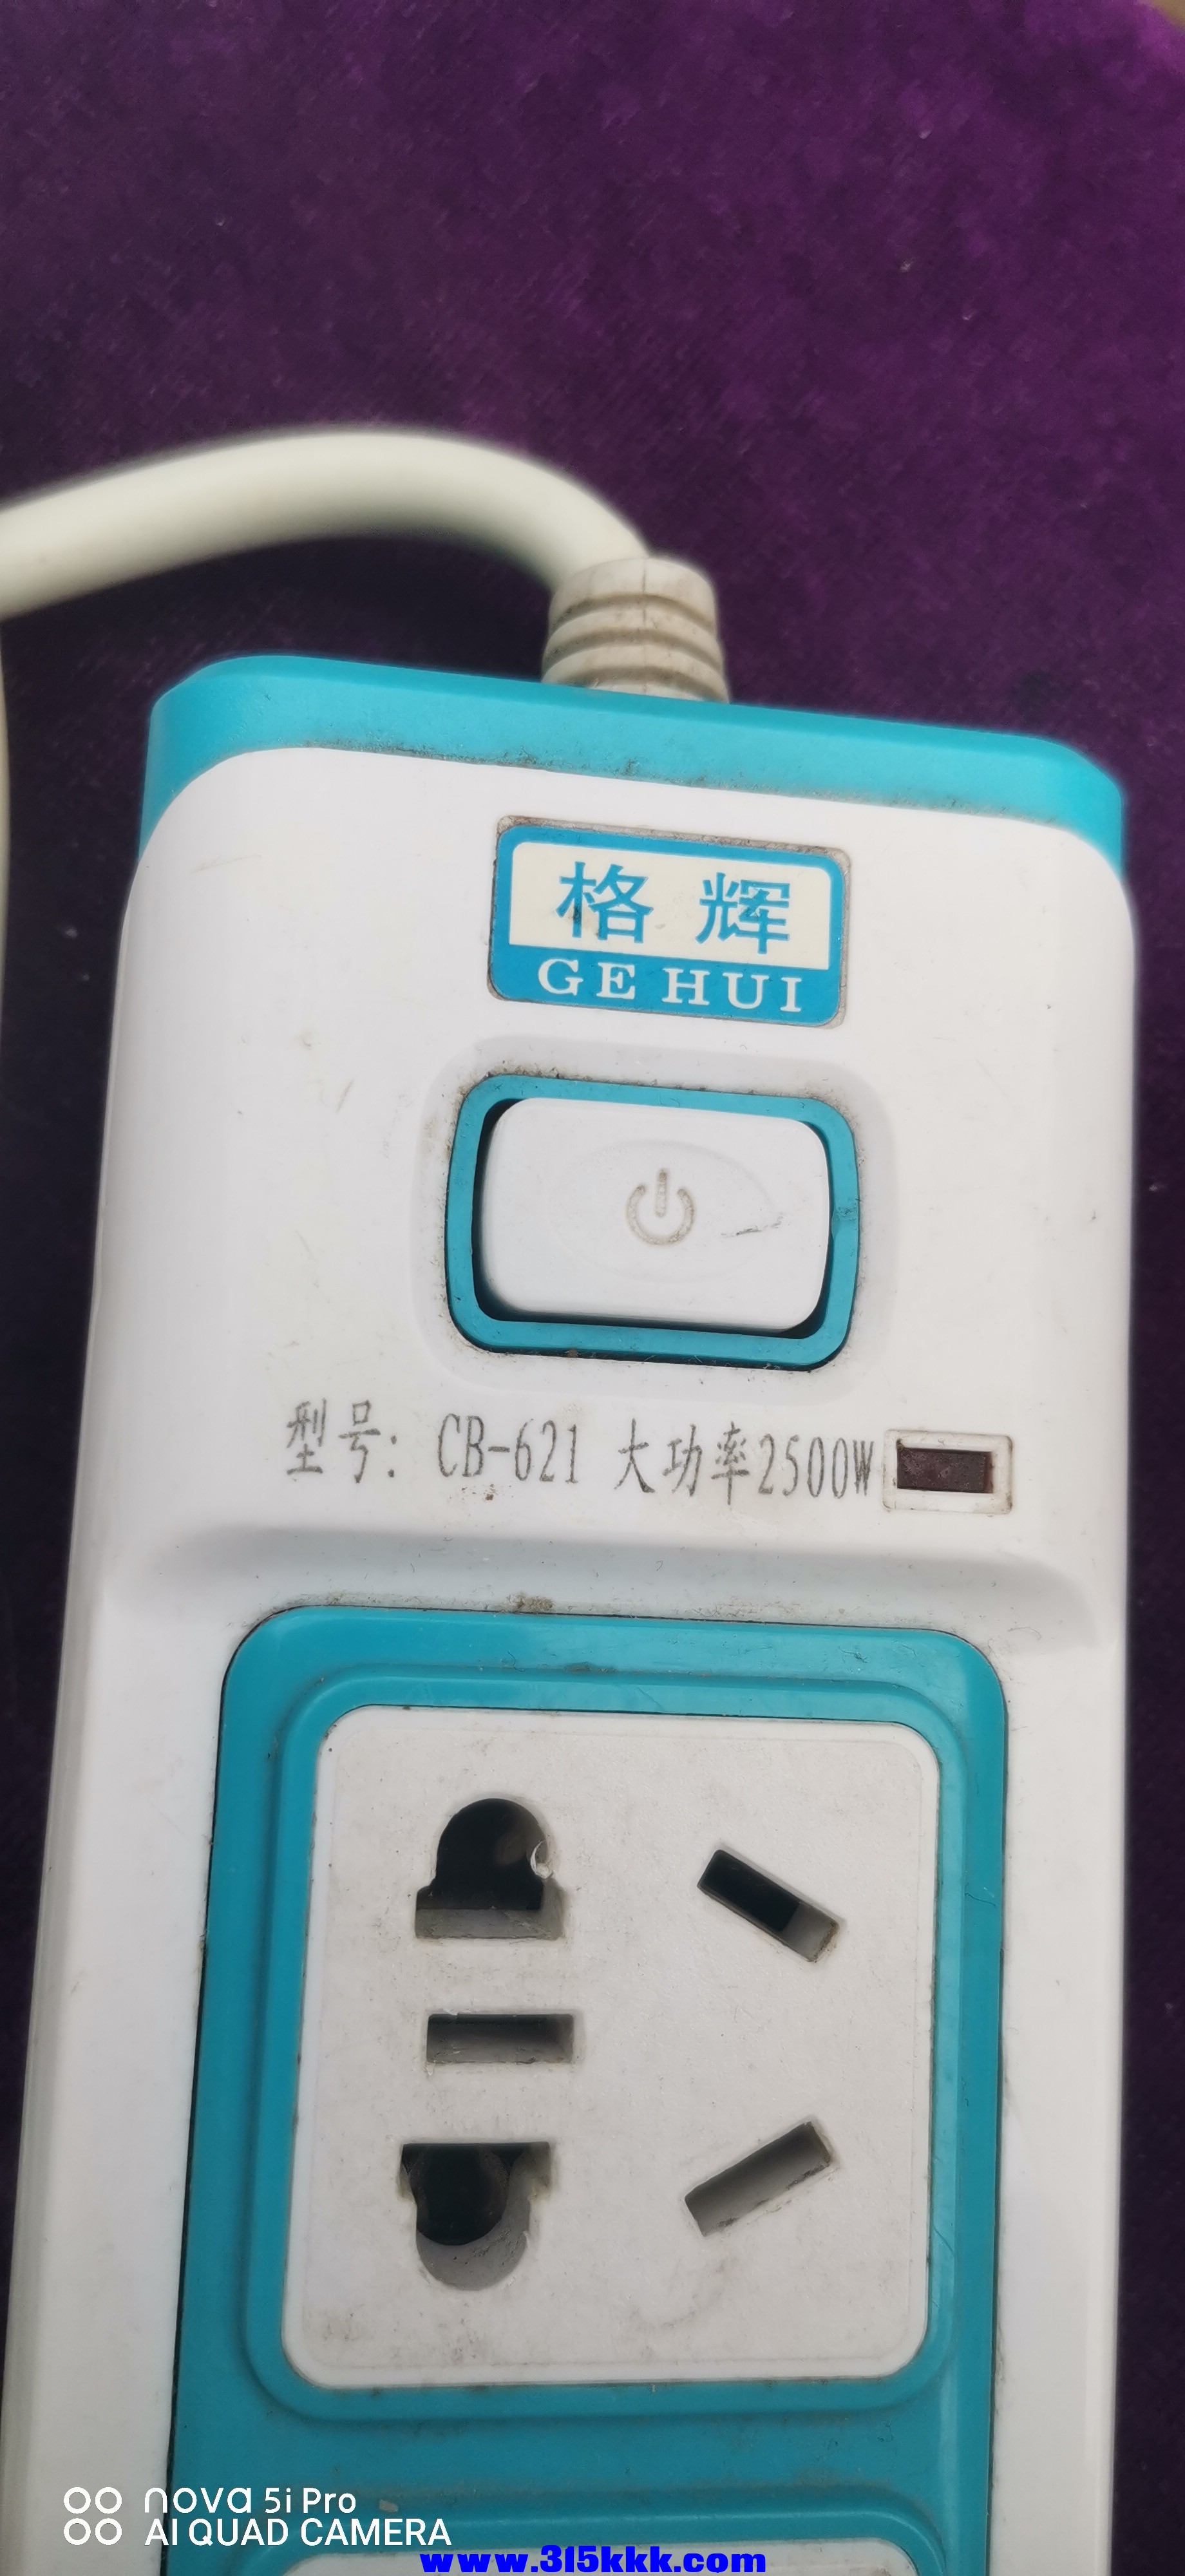 格辉
GE HUI
型号: CB-621 大功率2500W
nova 5i Pro
AI QUAD CAMERA
www.315kkk.com